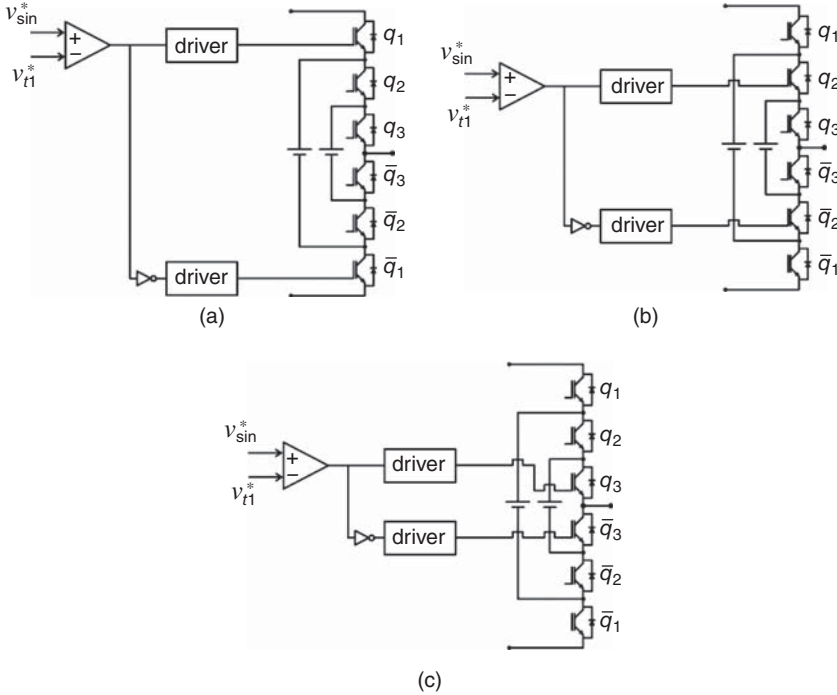 v*sin
v*t1
driver
driver
q1
q2
q3
q̄3
q̄2
q̄1
(a)
v*sin
v*t1
driver
driver
q1
q2
q3
q̄3
q̄2
q̄1
(b)
v*sin
v*t1
driver
driver
q1
q2
q3
q̄3
q̄2
q̄1
(c)